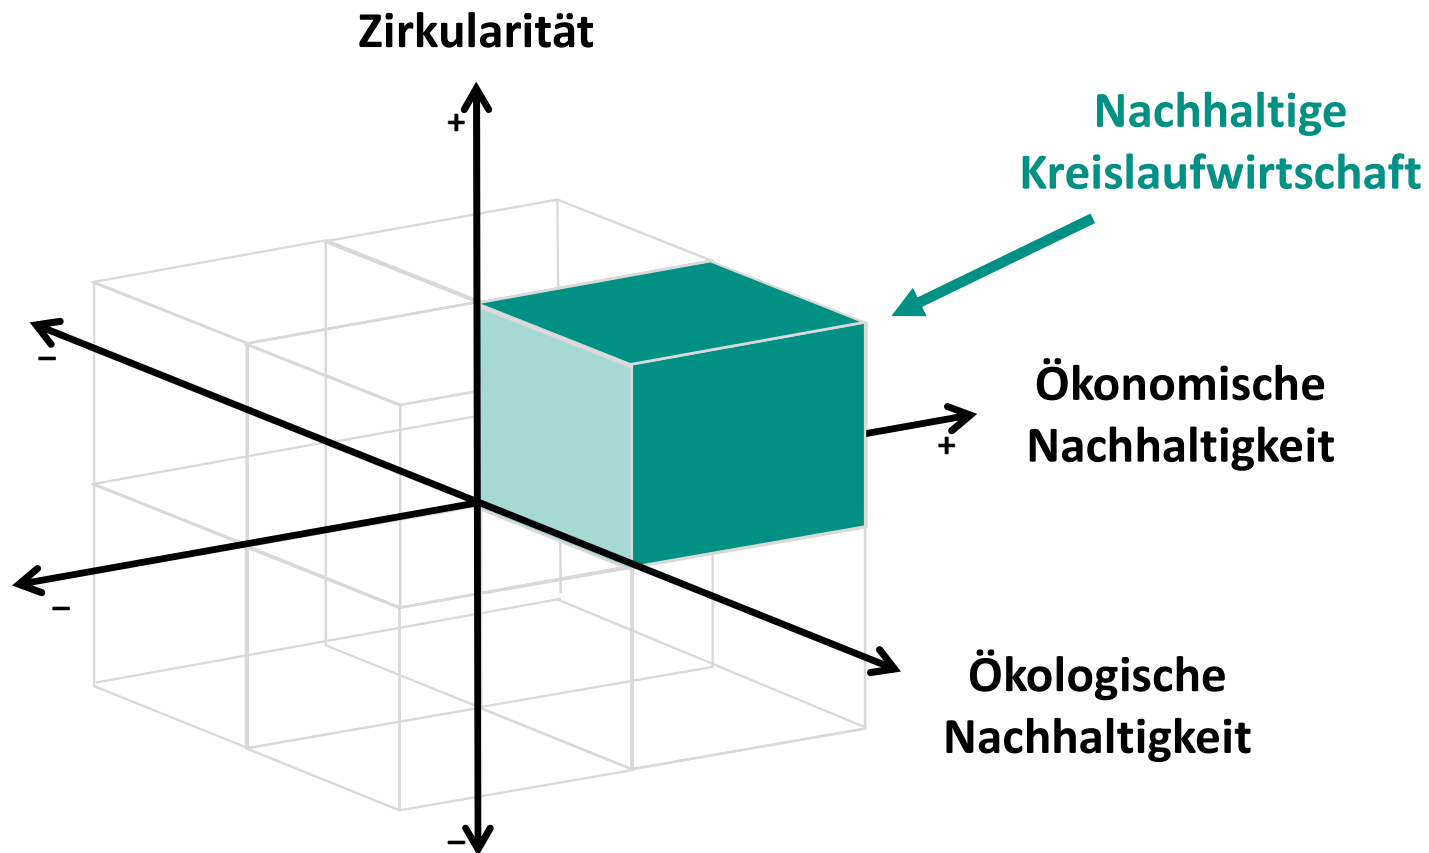 Zirkularität
+
Nachhaltige
Kreislaufwirtschaft
–
Ökonomische
Nachhaltigkeit
+
–
Ökologische
Nachhaltigkeit
–